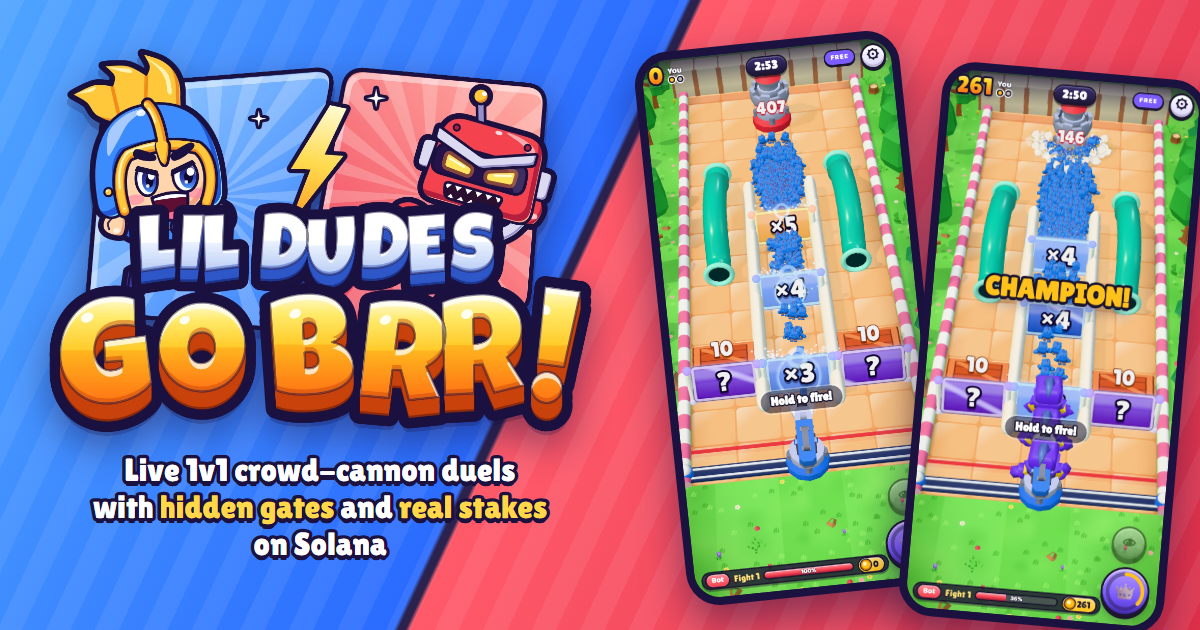 LIL DUDES
GO BRR!
Live 1v1 crowd-cannon duels
with hidden gates and real stakes
on Solana
0 You
2:53
FREE
407
×5
×4
10
10
?
×3
?
Hold to fire!
Bot Fight 1 100% 0
261 You
2:50
FREE
146
×4
CHAMPION!
×4
10
10
?
?
Hold to fire!
Bot Fight 1 36% 261